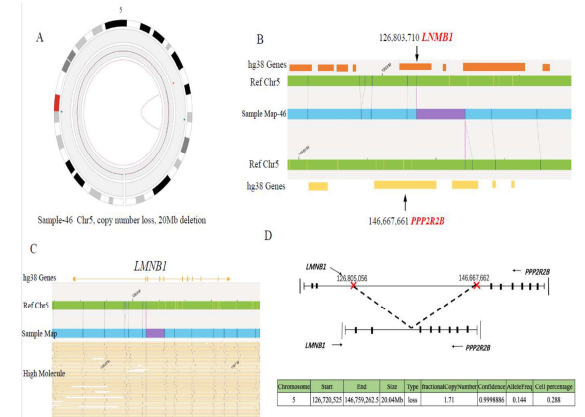 A
5
Sample-46 Chr5, copy number loss, 20Mb deletion
B
126,803,710 LNMB1
hg38 Genes
Ref Chr5
Sample Map-46
Ref Chr5
hg38 Genes
146,667,661 PPP2R2B
C
LMNB1
hg38 Genes
Ref Chr5
Sample Map
High Molecule
D
LMNB1
126,805,056
146,667,662
PPP2R2B
LMNB1
PPP2R2B
Chromosome Start End Size Type fractionalCopyNumber Confidence AlleleFreq Cell percentage
5 126,720,525 146,759,262.5 20.04Mb loss 1.71 0.9998886 0.144 0.288